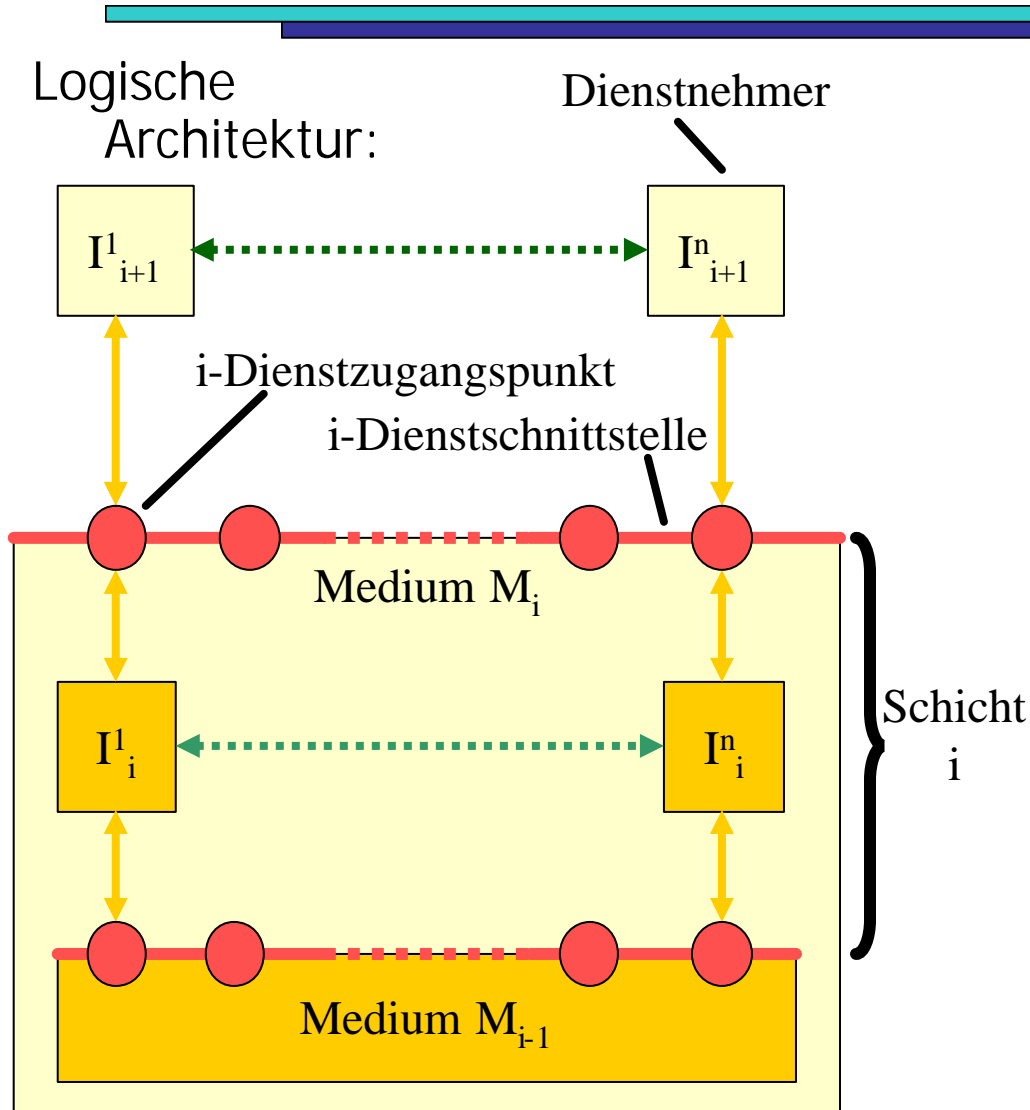 Logische
Architektur:
Dienstnehmer
I¹ᵢ₊₁
Iⁿᵢ₊₁
i-Dienstzugangspunkt
i-Dienstschnittstelle
Medium Mᵢ
I¹ᵢ
Iⁿᵢ
Schicht
i
Medium Mᵢ₋₁